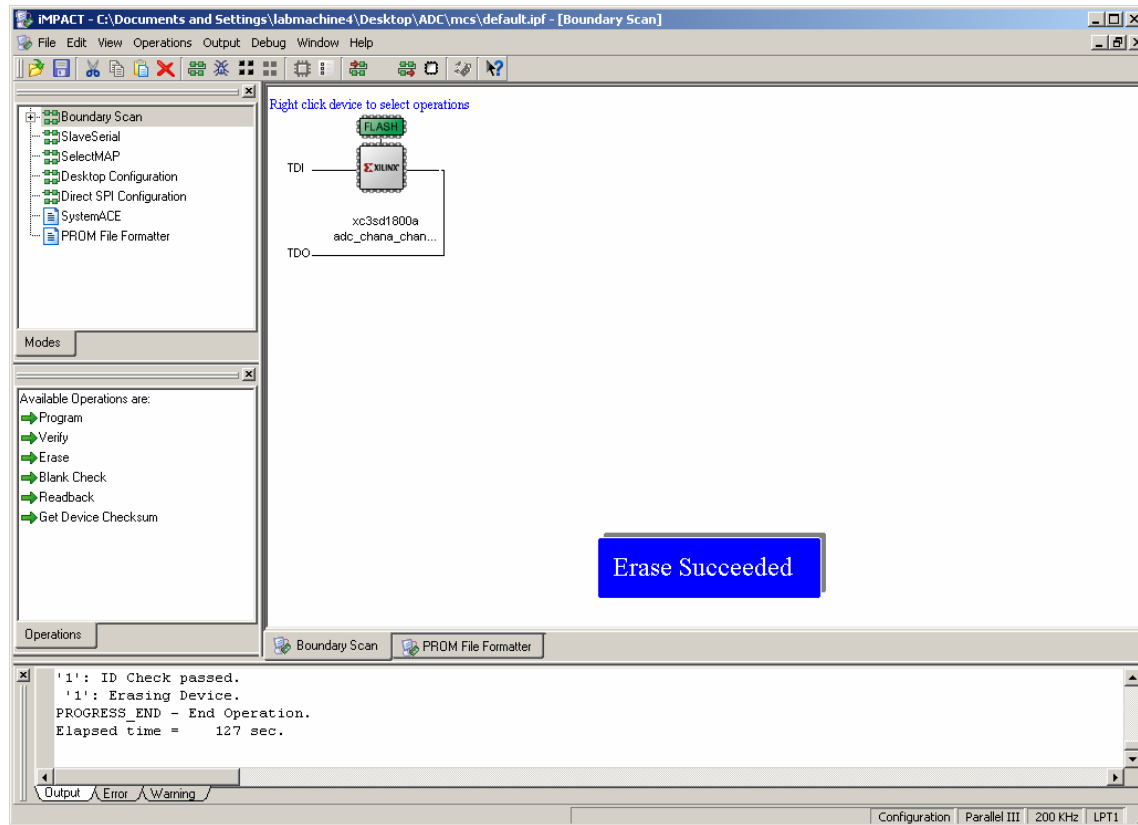 iMPACT - C:\Documents and Settings\labmachine4\Desktop\ADC\mcs\default.ipf - [Boundary Scan]
File Edit View Operations Output Debug Window Help
Boundary Scan
SlaveSerial
SelectMAP
Desktop Configuration
Direct SPI Configuration
SystemACE
PROM File Formatter
Modes
Available Operations are:
Program
Verify
Erase
Blank Check
Readback
Get Device Checksum
Operations
Right click device to select operations
FLASH
TDI
XILINX
xc3sd1800a
adc_chana_chan...
TDO
Erase Succeeded
Boundary Scan PROM File Formatter
'1': ID Check passed.
'1': Erasing Device.
PROGRESS_END - End Operation.
Elapsed time = 127 sec.
Output Error Warning
Configuration Parallel III 200 KHz LPT1